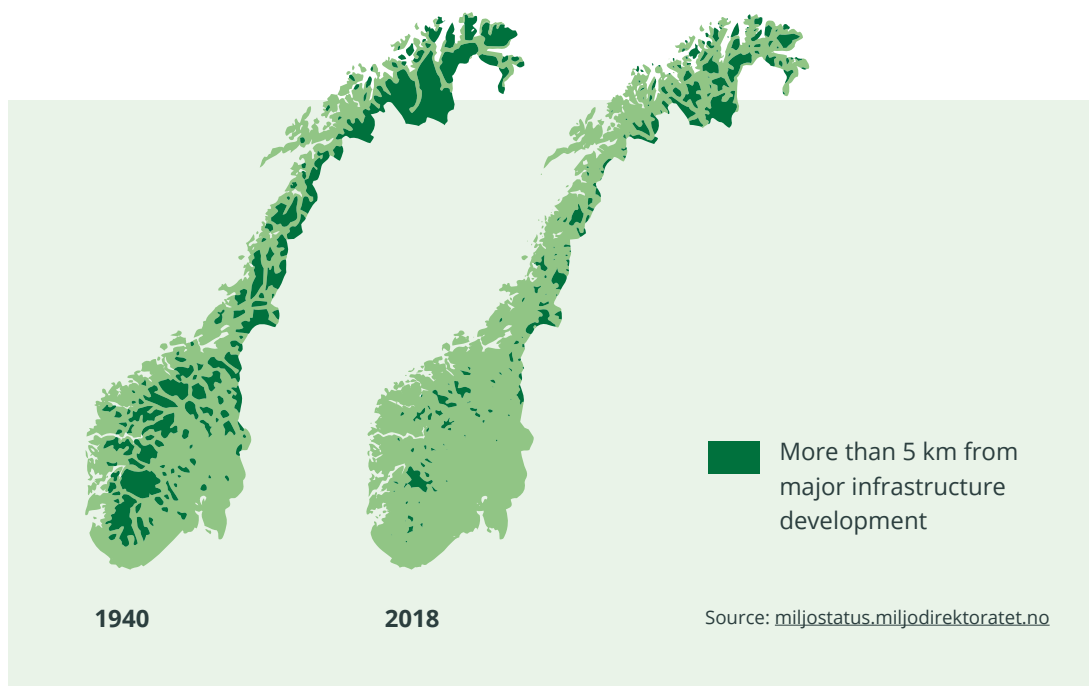 More than 5 km from
major infrastructure
development
1940
2018
Source: miljostatus.miljodirektoratet.no